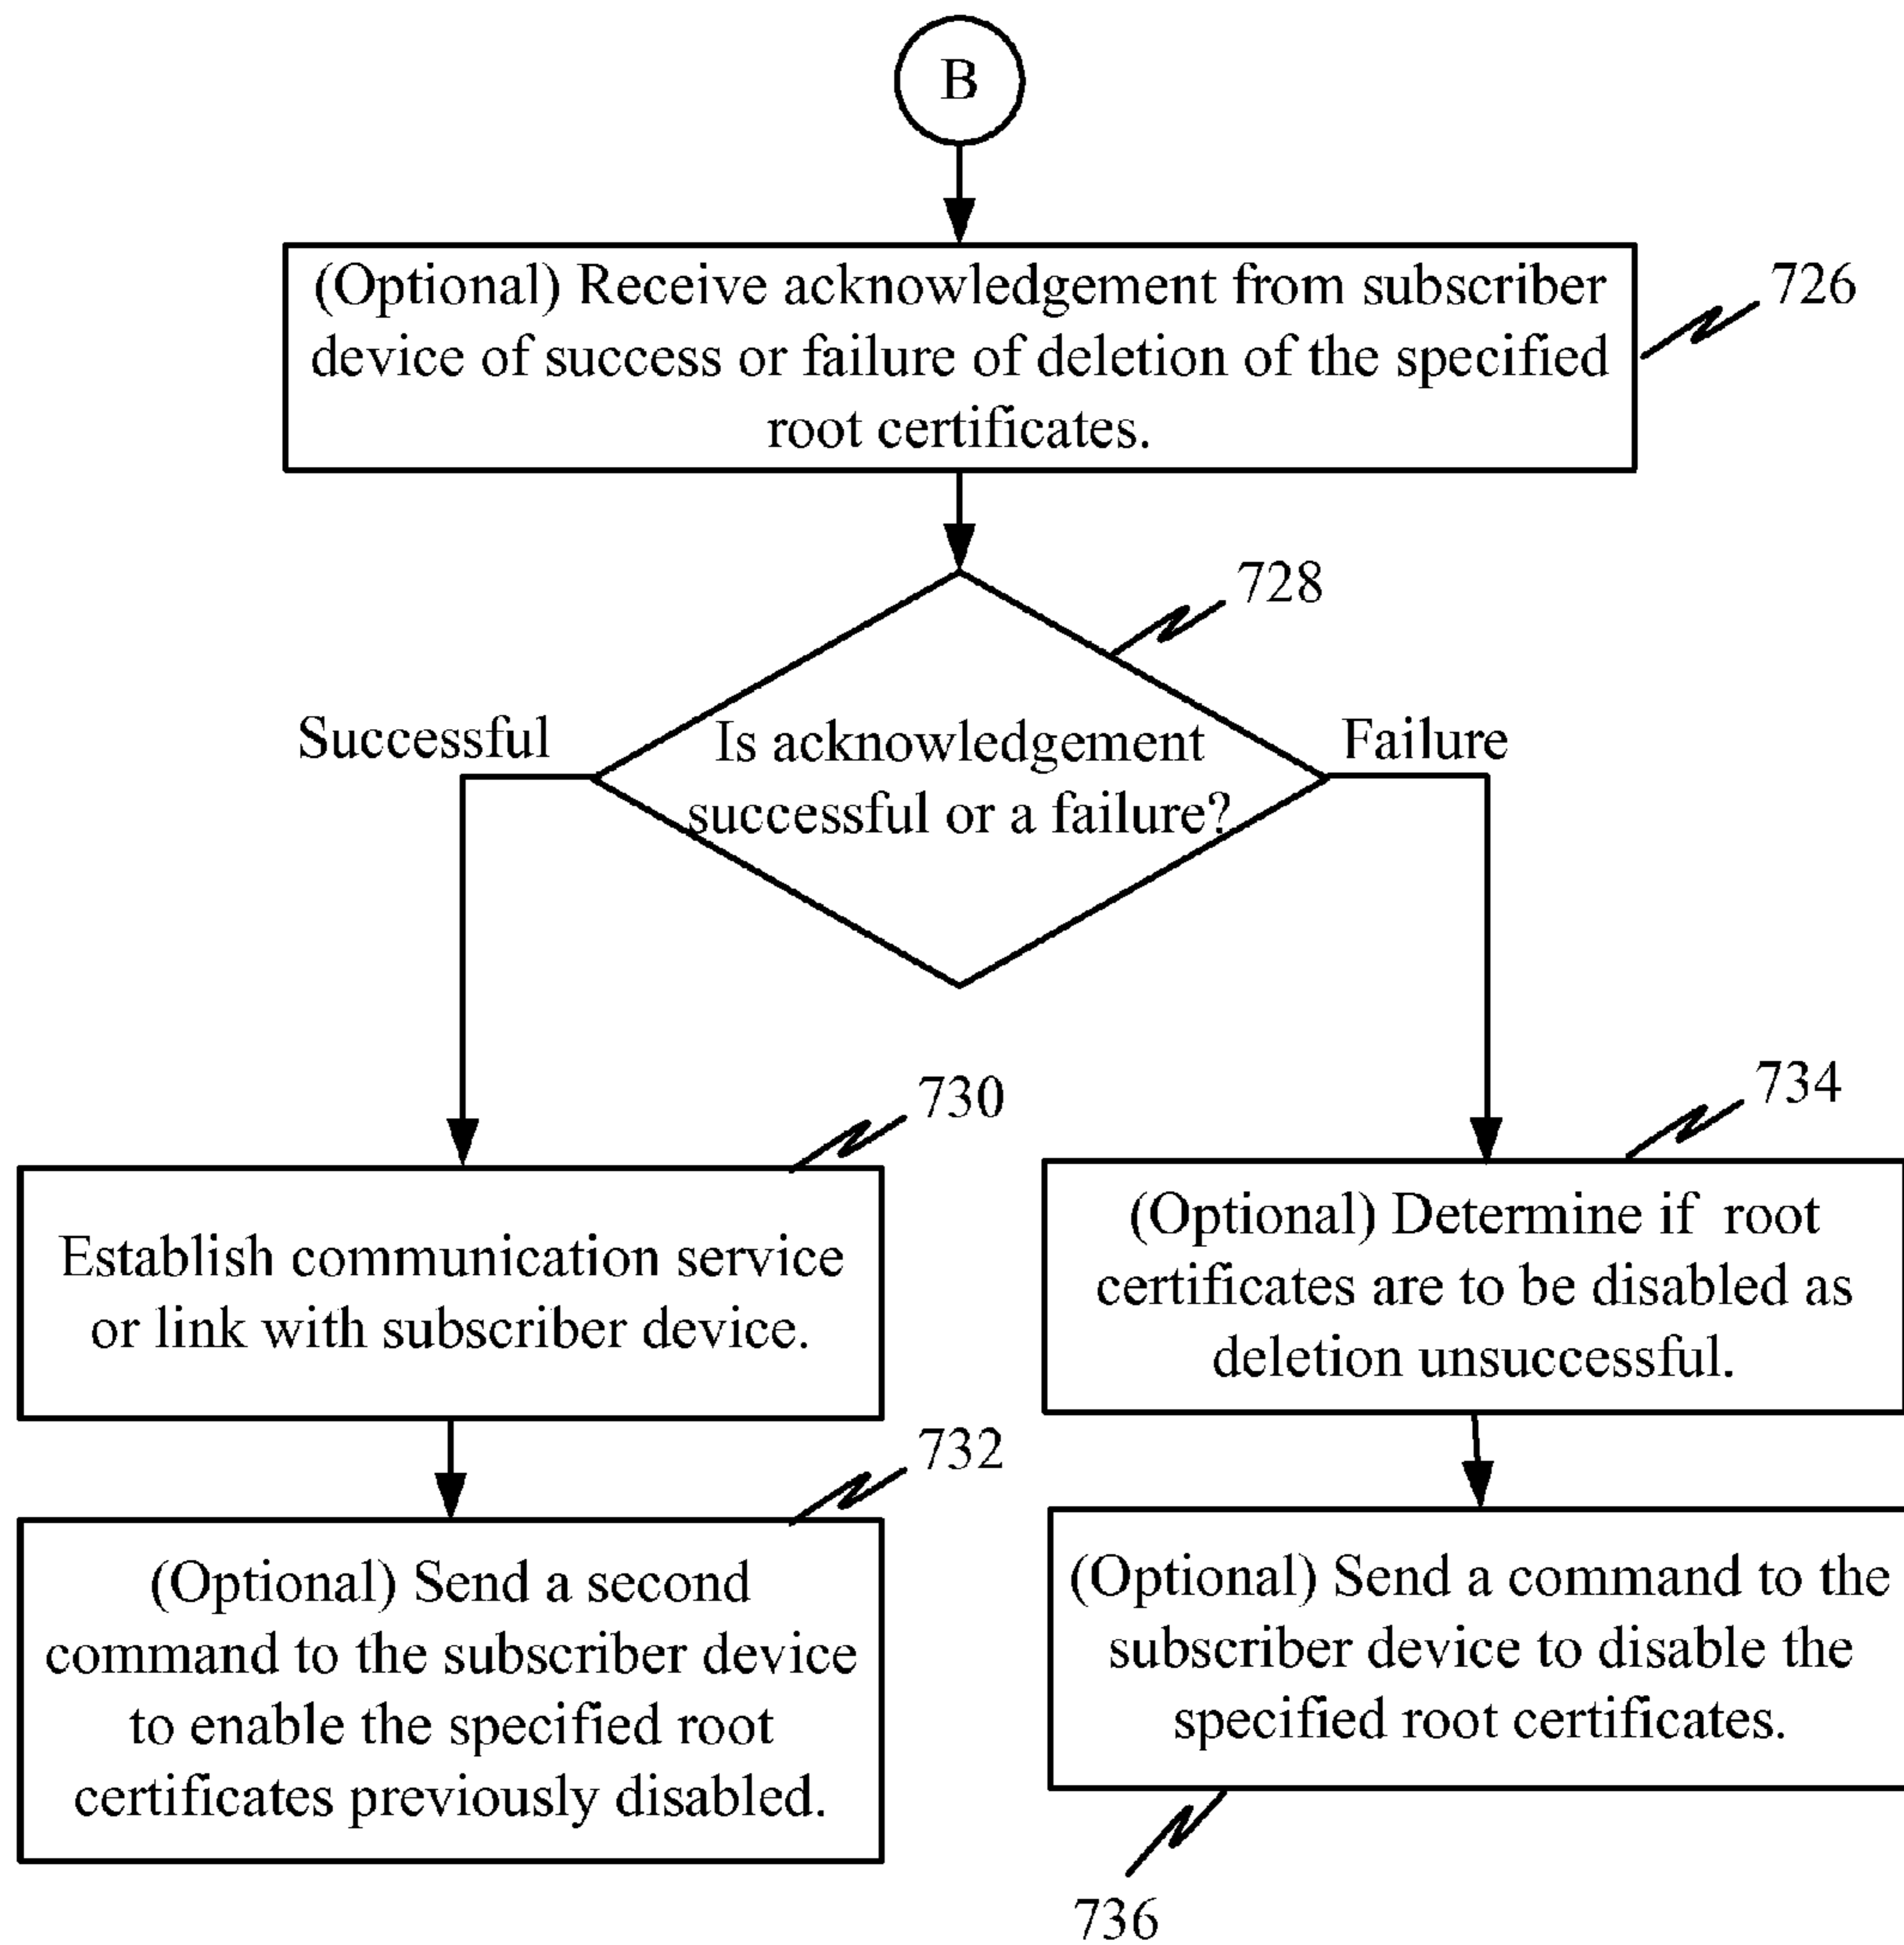 B
(Optional) Receive acknowledgement from subscriber
device of success or failure of deletion of the specified
root certificates.
726
728
Successful
Is acknowledgement
successful or a failure?
Failure
730
Establish communication service
or link with subscriber device.
734
(Optional) Determine if root
certificates are to be disabled as
deletion unsuccessful.
732
(Optional) Send a second
command to the subscriber device
to enable the specified root
certificates previously disabled.
(Optional) Send a command to the
subscriber device to disable the
specified root certificates.
736